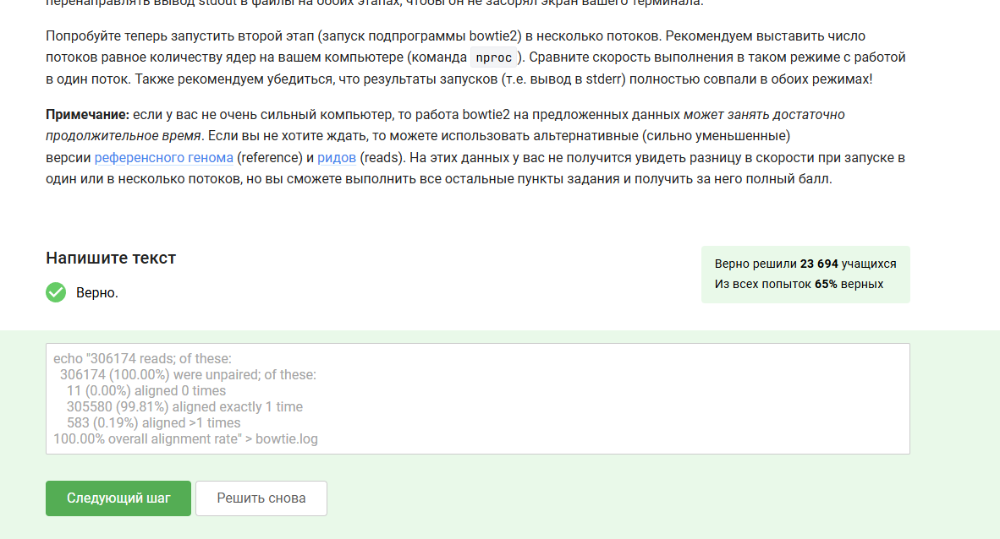 перенаправлять вывод stdout в файлы на обоих этапах, чтобы он не засорял экран вашего терминала.
Попробуйте теперь запустить второй этап (запуск подпрограммы bowtie2) в несколько потоков. Рекомендуем выставить число
потоков равное количеству ядер на вашем компьютере (команда nproc ). Сравните скорость выполнения в таком режиме с работой
в один поток. Также рекомендуем убедиться, что результаты запусков (т.е. вывод в stderr) полностью совпали в обоих режимах!
Примечание: если у вас не очень сильный компьютер, то работа bowtie2 на предложенных данных может занять достаточно
продолжительное время. Если вы не хотите ждать, то можете использовать альтернативные (сильно уменьшенные)
версии референсного генома (reference) и ридов (reads). На этих данных у вас не получится увидеть разницу в скорости при запуске в
один или в несколько потоков, но вы сможете выполнить все остальные пункты задания и получить за него полный балл.
Напишите текст
Верно решили 23 694 учащихся
Из всех попыток 65% верных
Верно.
echo "306174 reads; of these:
306174 (100.00%) were unpaired; of these:
11 (0.00%) aligned 0 times
305580 (99.81%) aligned exactly 1 time
583 (0.19%) aligned >1 times
100.00% overall alignment rate" > bowtie.log
Следующий шаг
Решить снова